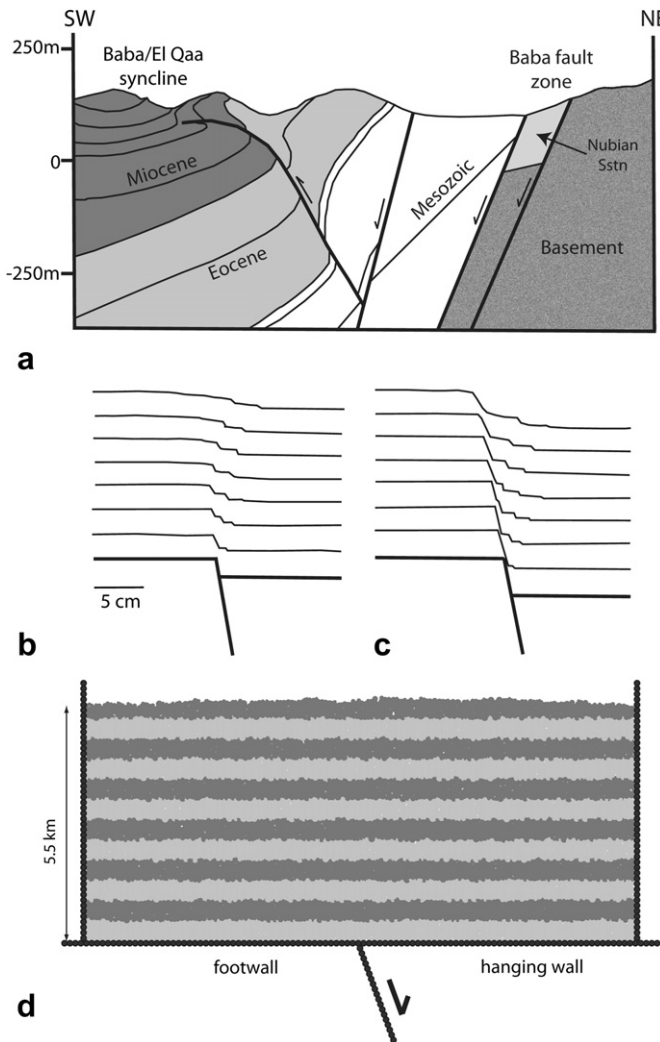 SW
NE
250m
0
-250m
Baba/El Qaa
syncline
Baba fault
zone
Nubian
Sstn
Miocene
Mesozoic
Eocene
Basement
a
5 cm
b
c
5.5 km
footwall
hanging wall
d